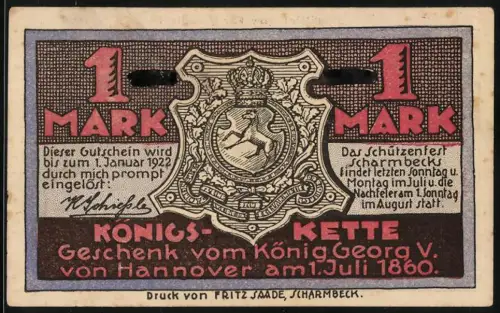 1 1
MARK MARK
Dieser Gutschein wird
bis zum 1. Januar 1922
durch mich prompt
eingelöst:
Das Schützenfest
Scharmbecks
findet letzten Sonntag u.
Montag im Juli u. die
Nachfeier am 1. Sonntag
im August statt.
KÖNIGS- KETTE
Geschenk vom König Georg V.
von Hannover am 1. Juli 1860.
Druck von FRITZ SAADE, SCHARMBECK.